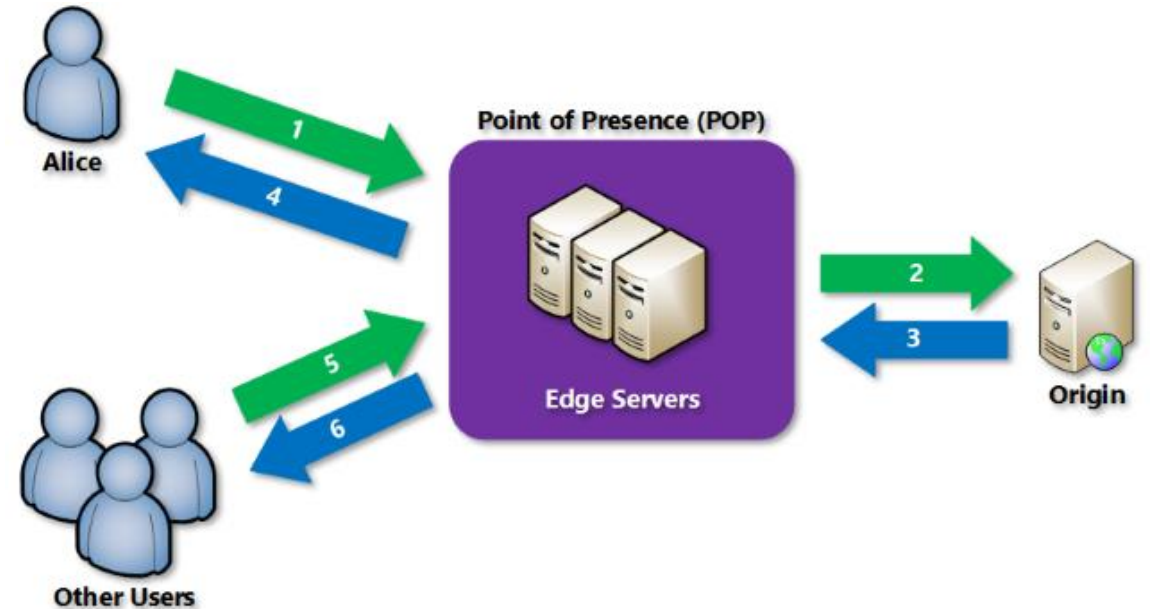 1
Point of Presence (POP)
Alice
4
2
3
5
Edge Servers
Origin
6
Other Users